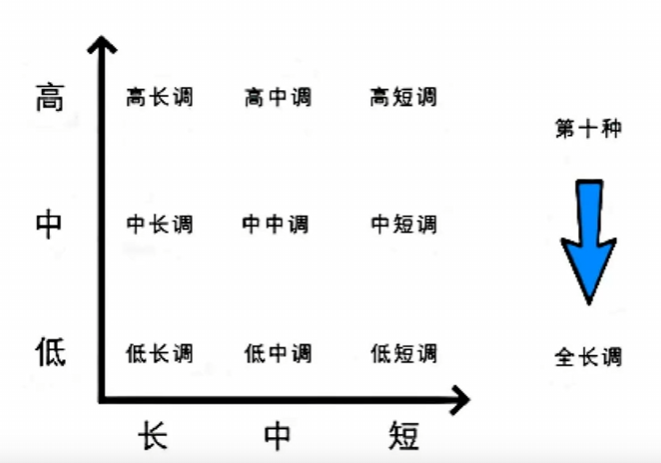 高 高长调 高中调 高短调
第十种
中 中长调 中中调 中短调
低 低长调 低中调 低短调 全长调
长 中 短